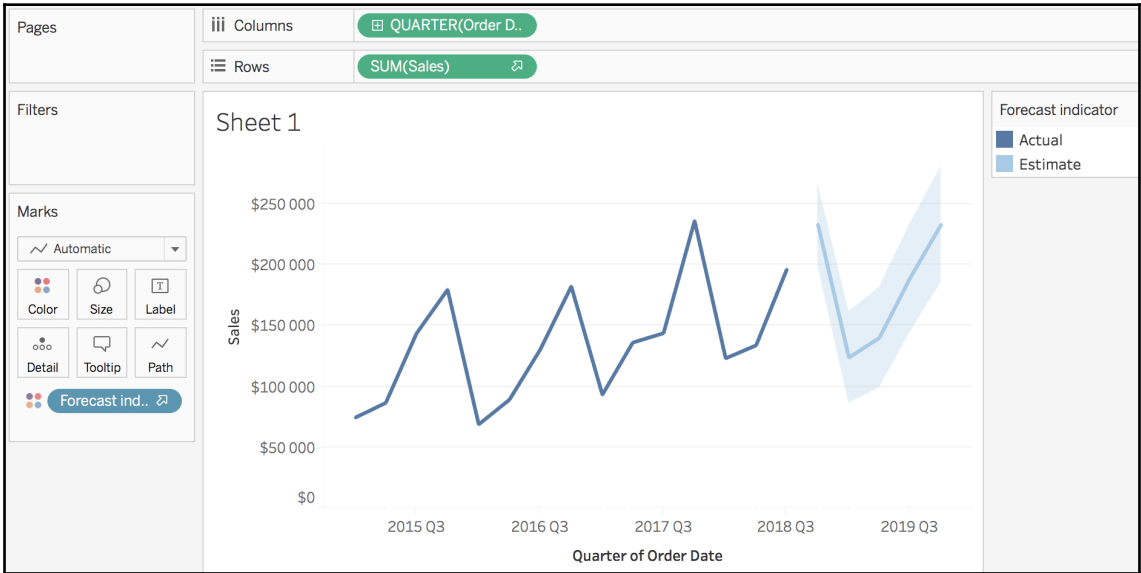 Pages
Columns
QUARTER(Order D..
Rows
SUM(Sales)
Filters
Marks
Automatic
Color
Size
Label
Detail
Tooltip
Path
Forecast ind..
Sheet 1
$250 000
$200 000
$150 000
$100 000
$50 000
$0
Sales
2015 Q3
2016 Q3
2017 Q3
2018 Q3
2019 Q3
Quarter of Order Date
Forecast indicator
Actual
Estimate